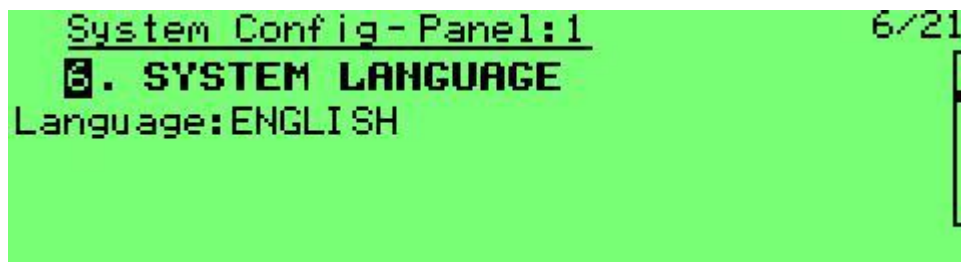 System Config-Panel:1 6/21
6. SYSTEM LANGUAGE
Language:ENGLISH